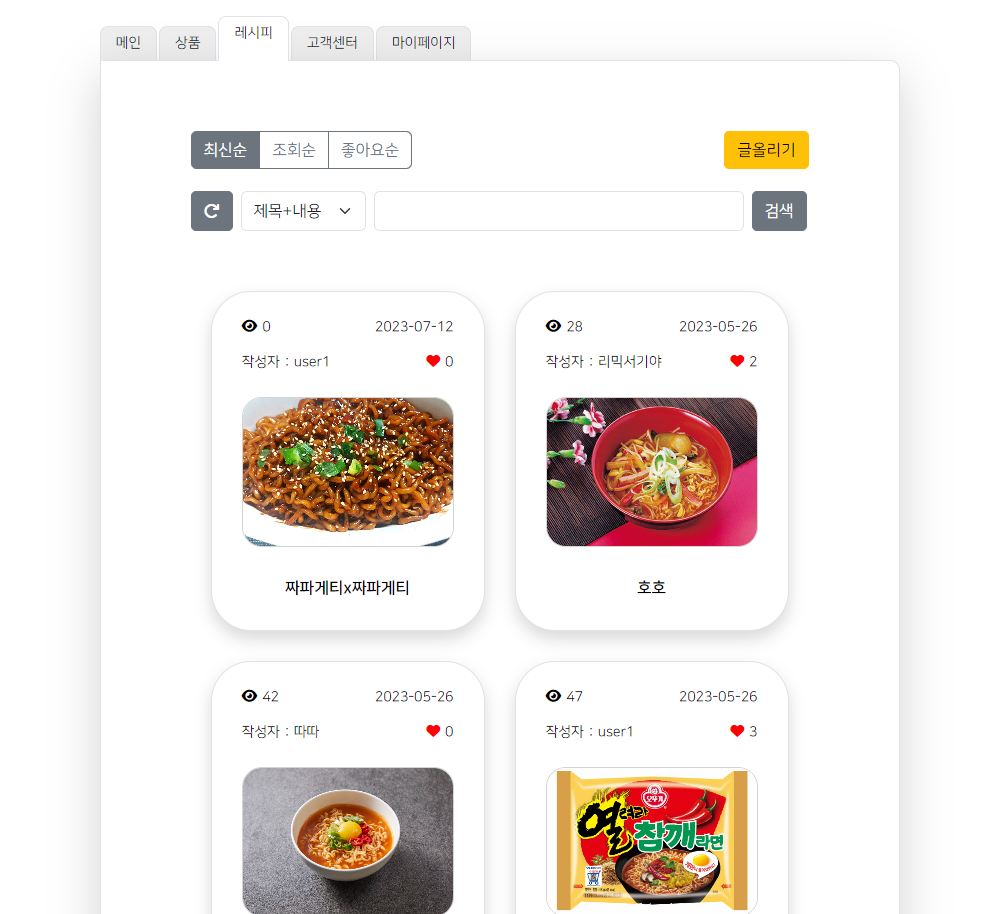 메인 상품 레시피 고객센터 마이페이지
최신순 조회순 좋아요순 글올리기
제목+내용 검색
0 2023-07-12
작성자 : user1 0
짜파게티x짜파게티
28 2023-05-26
작성자 : 리믹서기야 2
호호
42 2023-05-26
작성자 : 따따 0
47 2023-05-26
작성자 : user1 3
오뚜기
열려라
참깨라면